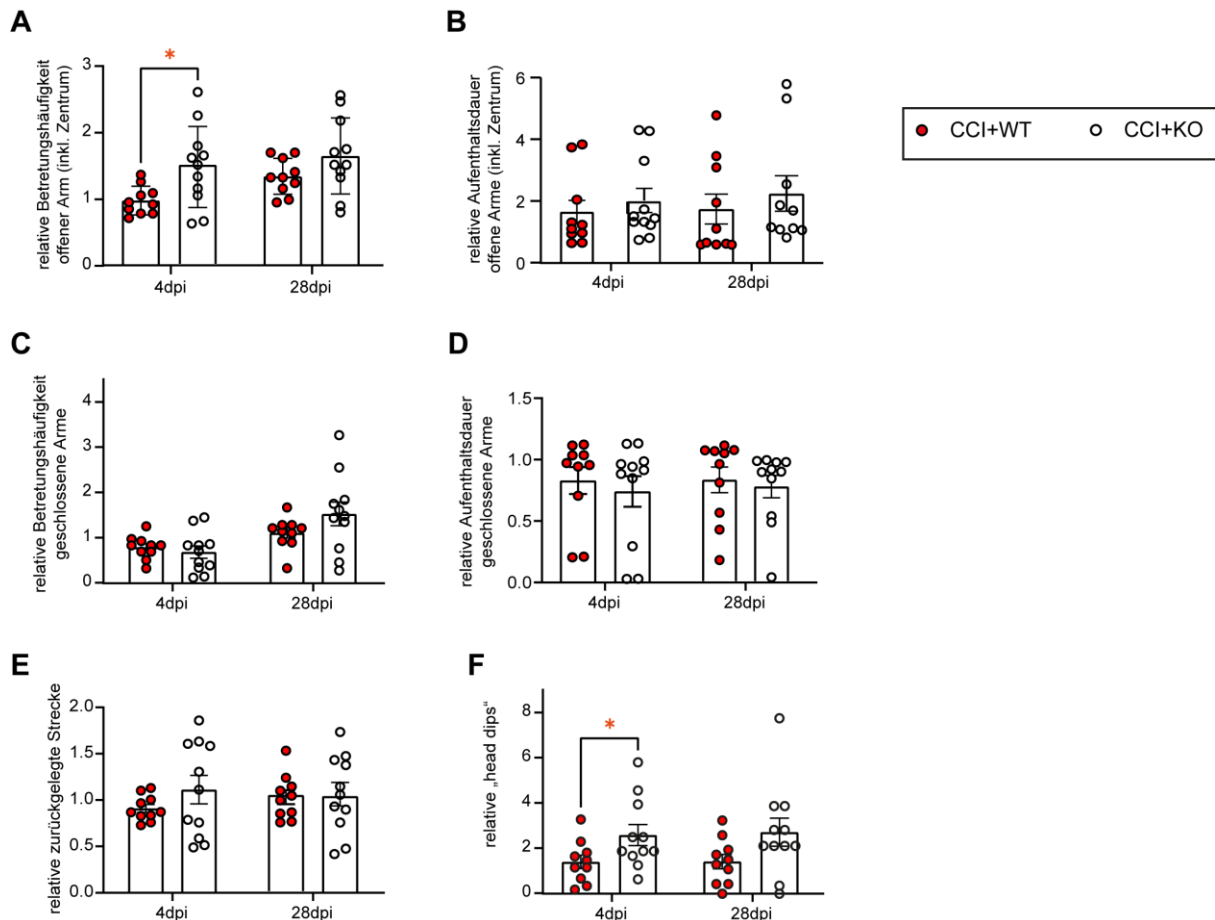 A
relative Betretungshäufigkeit
offener Arm (inkl. Zentrum)
3
2
1
0
*
4dpi
28dpi
B
relative Aufenthaltsdauer
offene Arme (inkl. Zentrum)
6
4
2
0
4dpi
28dpi
CCI+WT
CCI+KO
C
relative Betretungshäufigkeit
geschlossene Arme
4
3
2
1
0
4dpi
28dpi
D
relative Aufenthaltsdauer
geschlossene Arme
1.5
1.0
0.5
0.0
4dpi
28dpi
E
relative zurückgelegte Strecke
2.0
1.5
1.0
0.5
0.0
4dpi
28dpi
F
relative „head dips“
8
6
4
2
0
*
4dpi
28dpi